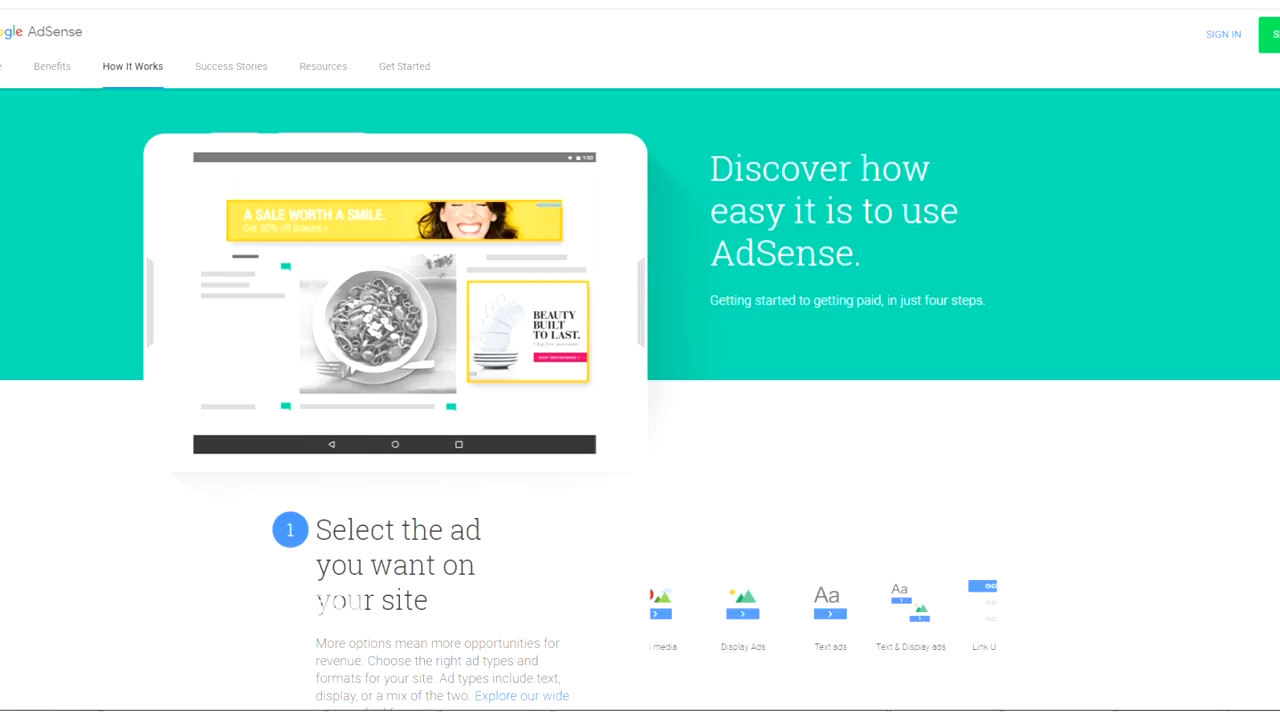 ogle AdSense
SIGN IN
S
e Benefits How It Works Success Stories Resources Get Started
1:50
A SALE WORTH A SMILE.
Get 30% off braces >
Discover how
easy it is to use
AdSense.
Getting started to getting paid, in just four steps.
BEAUTY
BUILT
TO LAST.
1 Select the ad
you want on
your site
More options mean more opportunities for
revenue. Choose the right ad types and
formats for your site. Ad types include text,
display, or a mix of the two. Explore our wide
Aa
Aa
media Display Ads Text ads Text & Display ads Link U